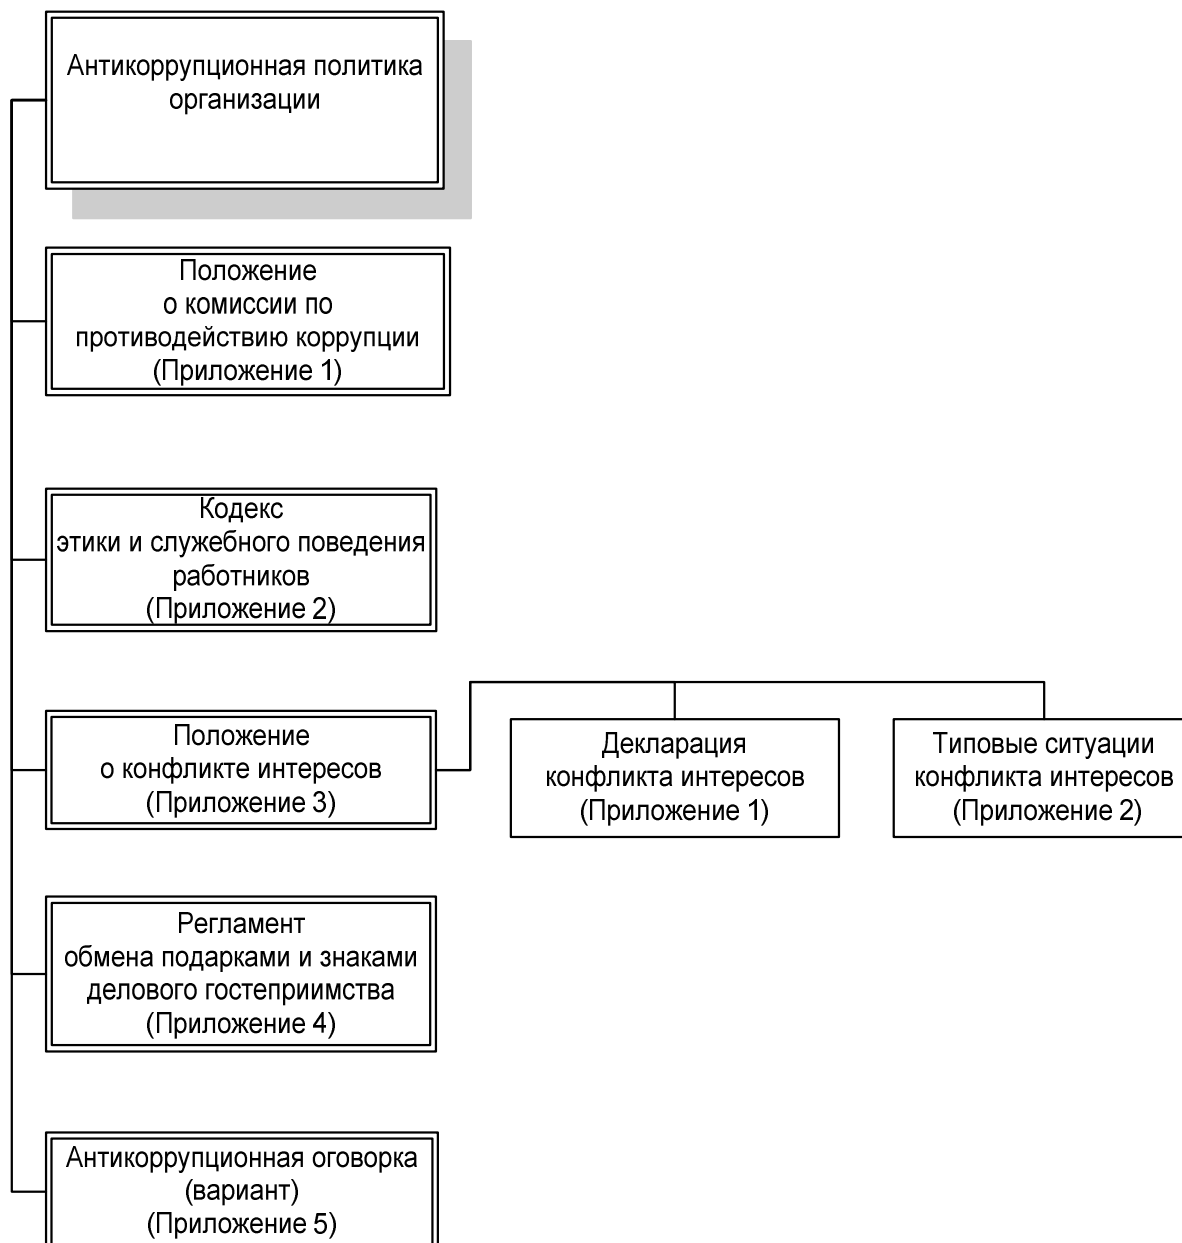 Антикоррупционная политика
организации
Положение
о комиссии по
противодействию коррупции
(Приложение 1)
Кодекс
этики и служебного поведения
работников
(Приложение 2)
Положение
о конфликте интересов
(Приложение 3)
Декларация
конфликта интересов
(Приложение 1)
Типовые ситуации
конфликта интересов
(Приложение 2)
Регламент
обмена подарками и знаками
делового гостеприимства
(Приложение 4)
Антикоррупционная оговорка
(вариант)
(Приложение 5)